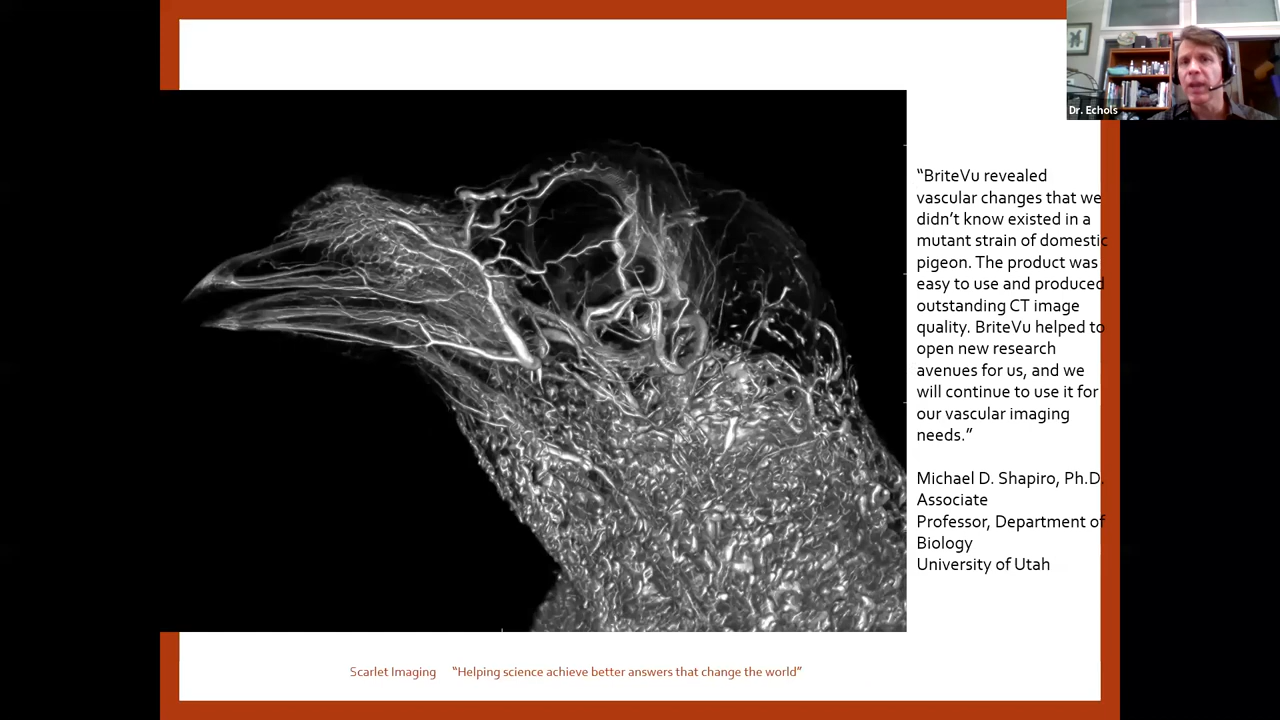 Dr. Echols
“BriteVu revealed
vascular changes that we
didn’t know existed in a
mutant strain of domestic
pigeon. The product was
easy to use and produced
outstanding CT image
quality. BriteVu helped to
open new research
avenues for us, and we
will continue to use it for
our vascular imaging
needs.”
Michael D. Shapiro, Ph.D.
Associate
Professor, Department of
Biology
University of Utah
Scarlet Imaging “Helping science achieve better answers that change the world”